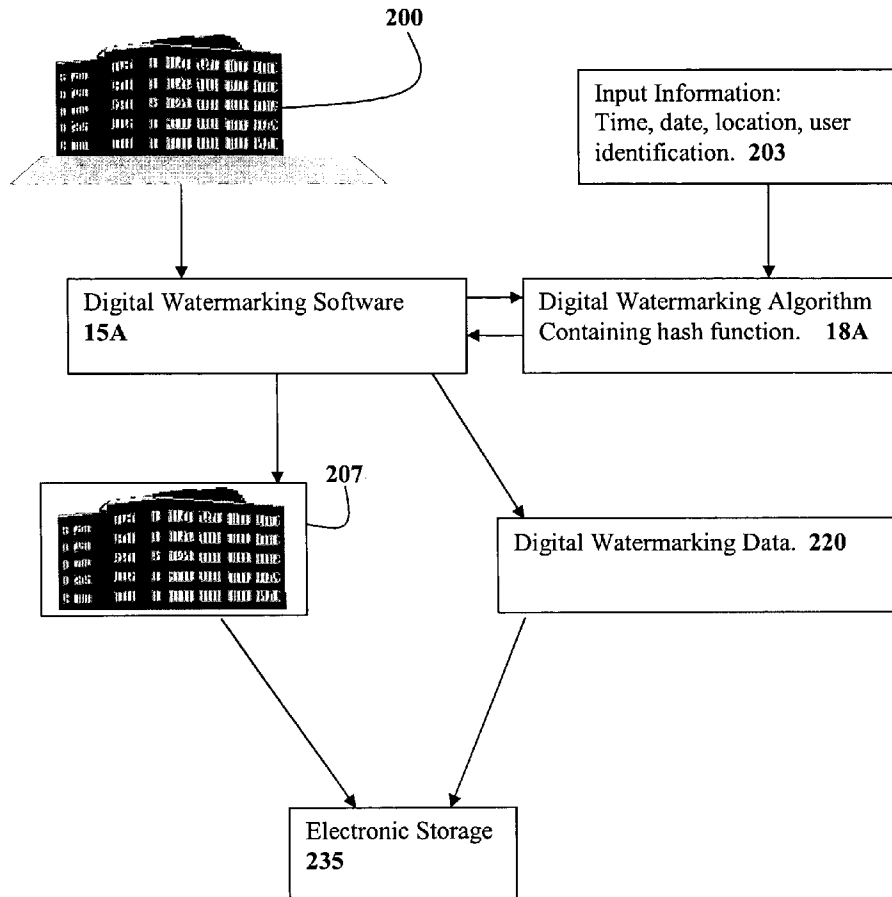 200
Input Information:
Time, date, location, user
identification. 203
Digital Watermarking Software
15A
Digital Watermarking Algorithm
Containing hash function. 18A
207
Digital Watermarking Data. 220
Electronic Storage
235